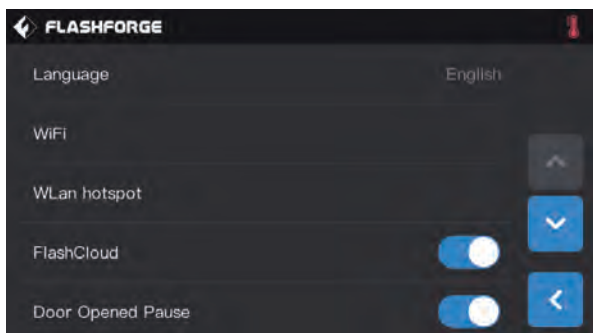 FLASHFORGE
Language English
WiFi
WLan hotspot
FlashCloud
Door Opened Pause